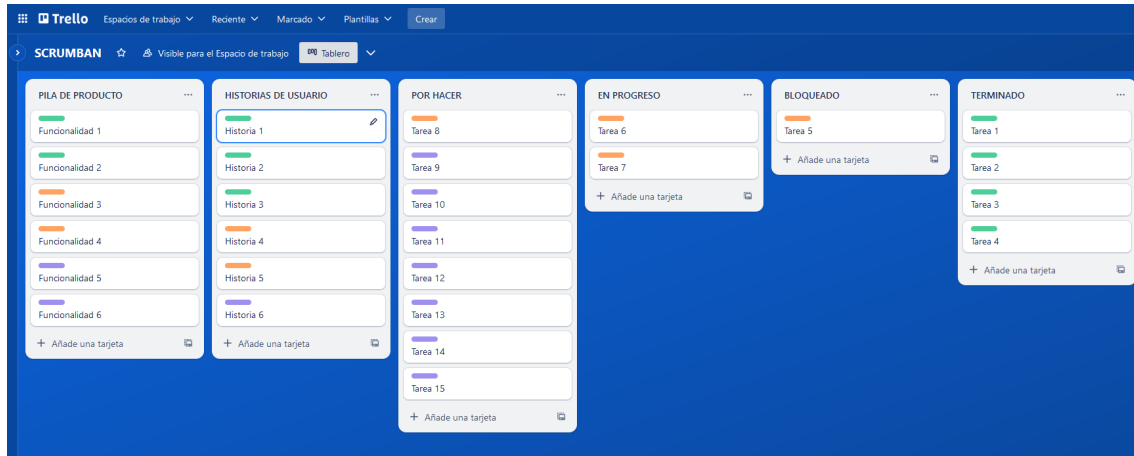 Trello Espacios de trabajo Reciente Marcado Plantillas Crear
SCRUMBAN Visible para el Espacio de trabajo Tablero
PILA DE PRODUCTO
Funcionalidad 1
Funcionalidad 2
Funcionalidad 3
Funcionalidad 4
Funcionalidad 5
Funcionalidad 6
+ Añade una tarjeta
HISTORIAS DE USUARIO
Historia 1
Historia 2
Historia 3
Historia 4
Historia 5
Historia 6
+ Añade una tarjeta
POR HACER
Tarea 8
Tarea 9
Tarea 10
Tarea 11
Tarea 12
Tarea 13
Tarea 14
Tarea 15
+ Añade una tarjeta
EN PROGRESO
Tarea 6
Tarea 7
+ Añade una tarjeta
BLOQUEADO
Tarea 5
+ Añade una tarjeta
TERMINADO
Tarea 1
Tarea 2
Tarea 3
Tarea 4
+ Añade una tarjeta